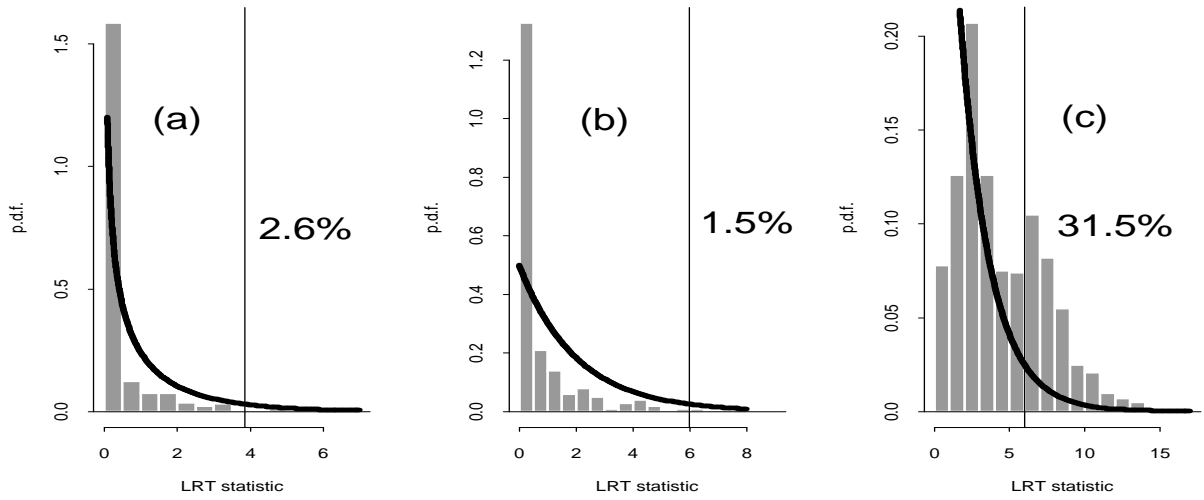 p.d.f.
0.0 0.5 1.0 1.5
(a)
2.6%
0 2 4 6
LRT statistic
p.d.f.
0.0 0.2 0.4 0.6 0.8 1.0 1.2
(b)
1.5%
0 2 4 6 8
LRT statistic
p.d.f.
0.00 0.05 0.10 0.15 0.20
(c)
31.5%
0 5 10 15
LRT statistic